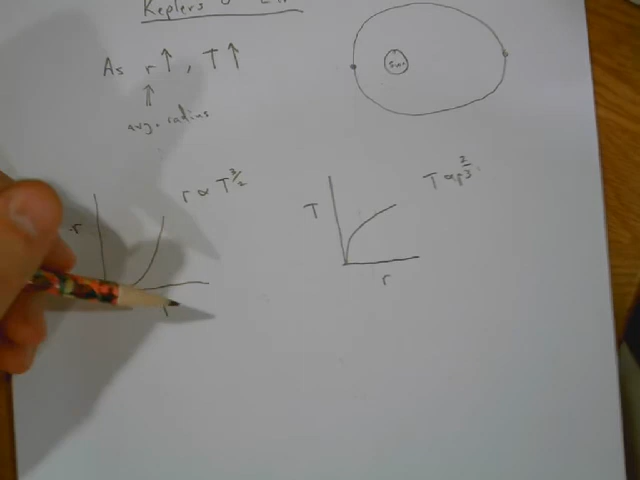 Keplers
As r↑, T↑
↑
avg. radius
Sun
r ∝ T^3/2
r
T ∝ r^2/3
T
r